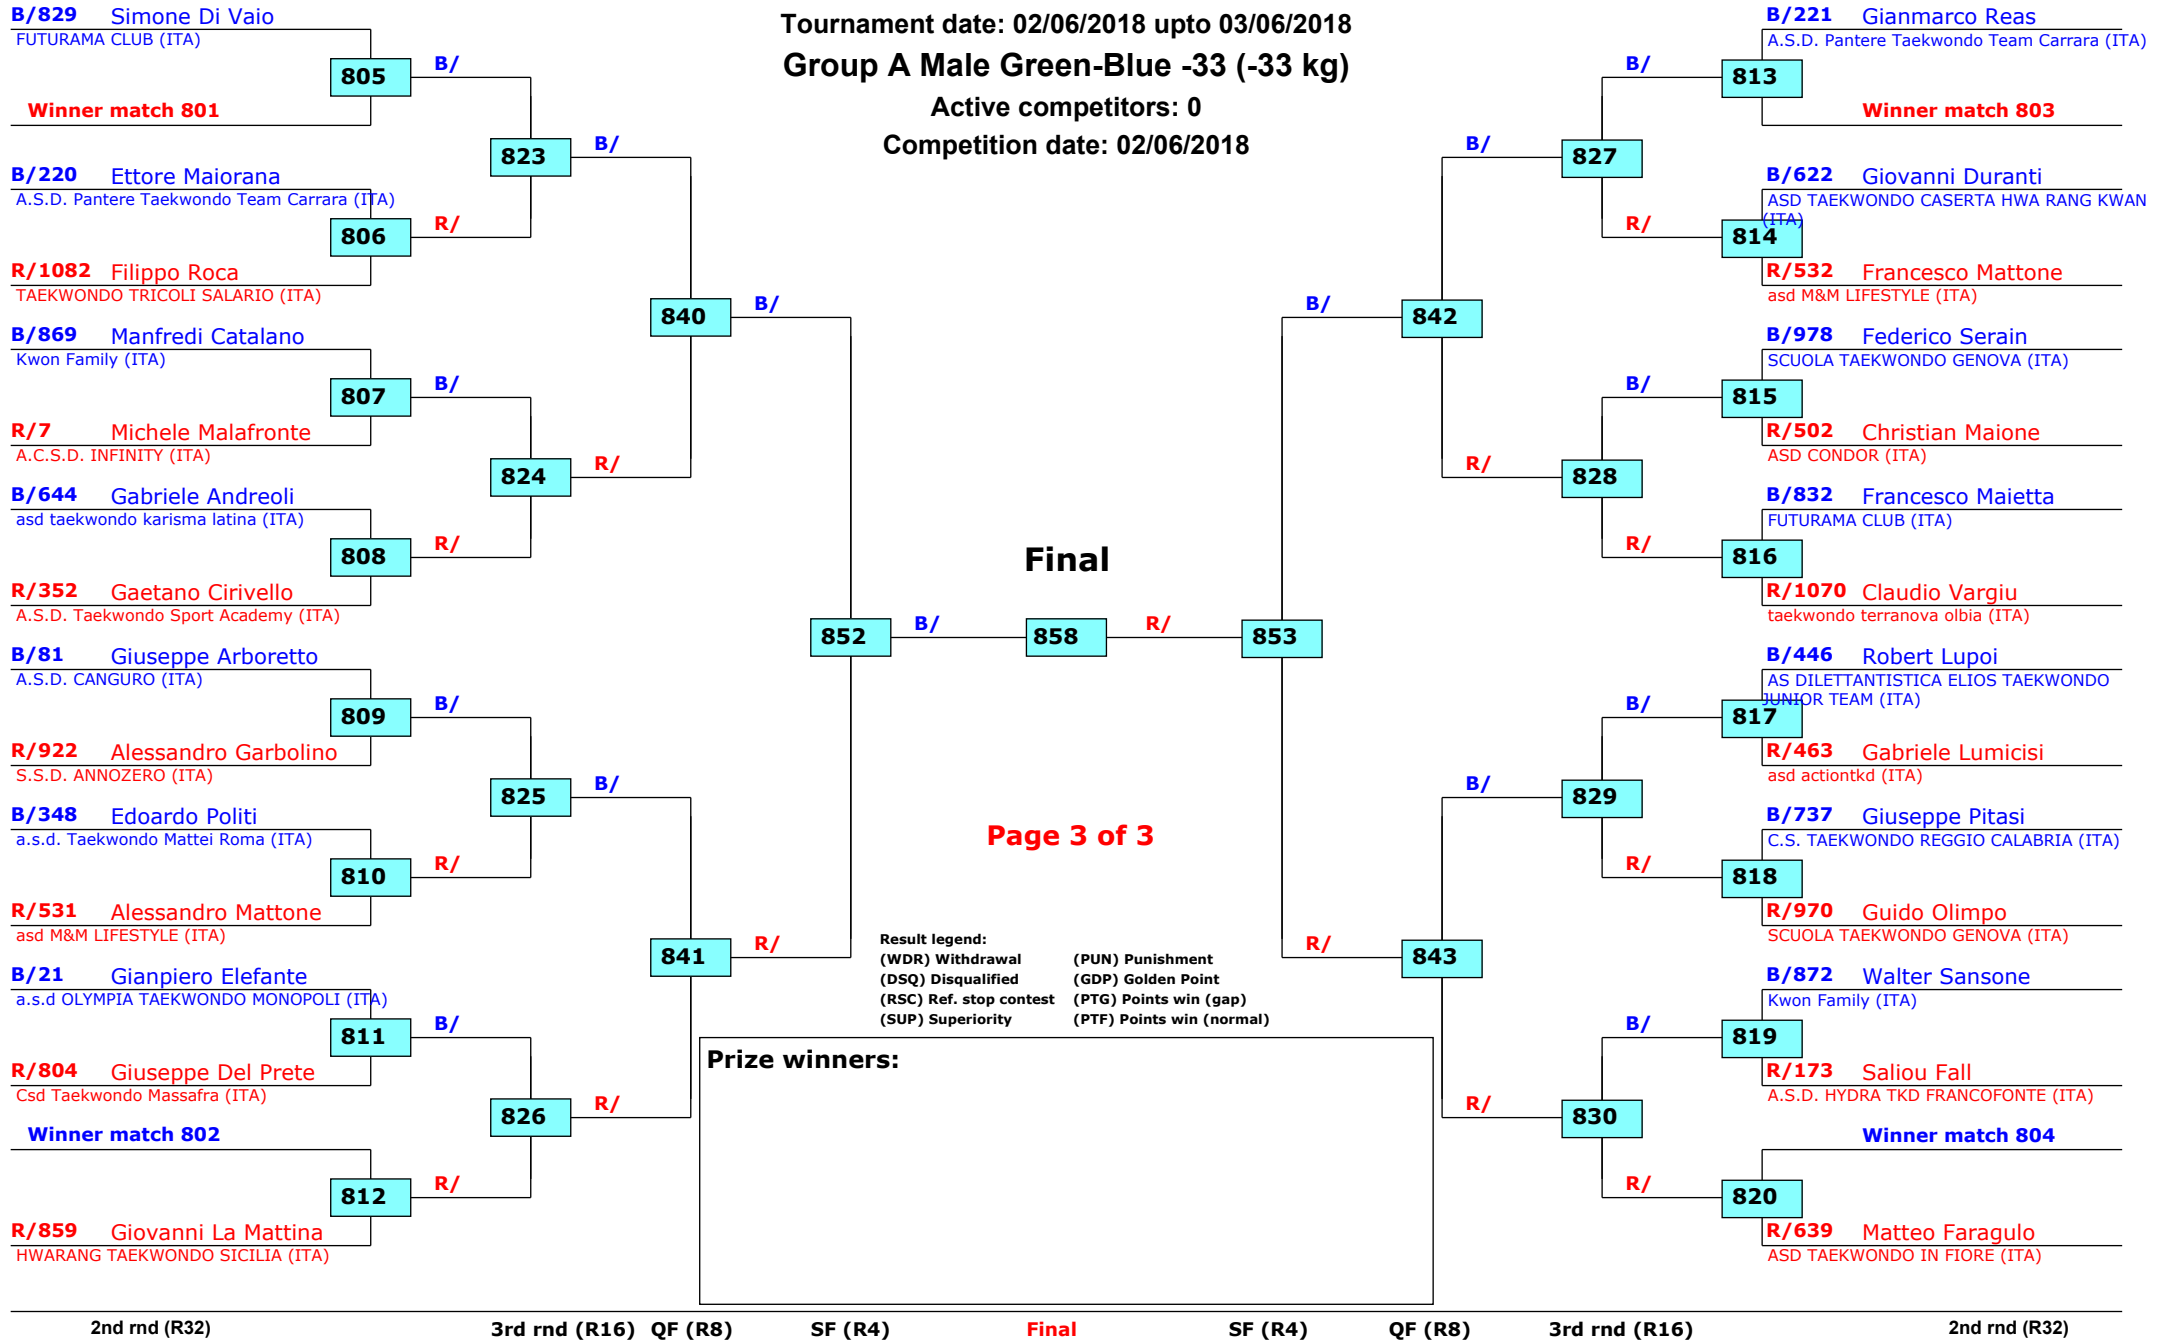 Tournament date: 02/06/2018 upto 03/06/2018
Group A Male Green-Blue -33 (-33 kg)
Active competitors: 0
Competition date: 02/06/2018
B/829 Simone Di Vaio
FUTURAMA CLUB (ITA)
805
B/
Winner match 801
823
B/
B/220 Ettore Maiorana
A.S.D. Pantere Taekwondo Team Carrara (ITA)
806
R/
R/1082 Filippo Roca
TAEKWONDO TRICOLI SALARIO (ITA)
840
B/
B/869 Manfredi Catalano
Kwon Family (ITA)
807
B/
R/7 Michele Malafronte
A.C.S.D. INFINITY (ITA)
824
R/
B/644 Gabriele Andreoli
asd taekwondo karisma latina (ITA)
808
R/
R/352 Gaetano Cirivello
A.S.D. Taekwondo Sport Academy (ITA)
852
B/
B/81 Giuseppe Arboretto
A.S.D. CANGURO (ITA)
809
B/
R/922 Alessandro Garbolino
S.S.D. ANNOZERO (ITA)
825
B/
B/348 Edoardo Politi
a.s.d. Taekwondo Mattei Roma (ITA)
810
R/
R/531 Alessandro Mattone
asd M&M LIFESTYLE (ITA)
841
R/
B/21 Gianpiero Elefante
a.s.d OLYMPIA TAEKWONDO MONOPOLI (ITA)
811
B/
R/804 Giuseppe Del Prete
Csd Taekwondo Massafra (ITA)
826
R/
Winner match 802
812
R/
R/859 Giovanni La Mattina
HWARANG TAEKWONDO SICILIA (ITA)
Final
858
R/
Page 3 of 3
Result legend:
(WDR) Withdrawal (PUN) Punishment
(DSQ) Disqualified (GDP) Golden Point
(RSC) Ref. stop contest (PTG) Points win (gap)
(SUP) Superiority (PTF) Points win (normal)
Prize winners:
B/221 Gianmarco Reas
A.S.D. Pantere Taekwondo Team Carrara (ITA)
B/
813
Winner match 803
B/
827
B/622 Giovanni Duranti
ASD TAEKWONDO CASERTA HWA RANG KWAN
(ITA)
R/
814
R/532 Francesco Mattone
asd M&M LIFESTYLE (ITA)
B/
842
B/978 Federico Serain
SCUOLA TAEKWONDO GENOVA (ITA)
B/
815
R/502 Christian Maione
ASD CONDOR (ITA)
R/
828
B/832 Francesco Maietta
FUTURAMA CLUB (ITA)
R/
816
R/1070 Claudio Vargiu
taekwondo terranova olbia (ITA)
853
B/446 Robert Lupoi
AS DILETTANTISTICA ELIOS TAEKWONDO
JUNIOR TEAM (ITA)
B/
817
R/463 Gabriele Lumicisi
asd actiontkd (ITA)
B/
829
B/737 Giuseppe Pitasi
C.S. TAEKWONDO REGGIO CALABRIA (ITA)
R/
818
R/970 Guido Olimpo
SCUOLA TAEKWONDO GENOVA (ITA)
R/
843
B/872 Walter Sansone
Kwon Family (ITA)
B/
819
R/173 Saliou Fall
A.S.D. HYDRA TKD FRANCOFONTE (ITA)
R/
830
Winner match 804
R/
820
R/639 Matteo Faragulo
ASD TAEKWONDO IN FIORE (ITA)
2nd rnd (R32) 3rd rnd (R16) QF (R8) SF (R4) Final SF (R4) QF (R8) 3rd rnd (R16) 2nd rnd (R32)